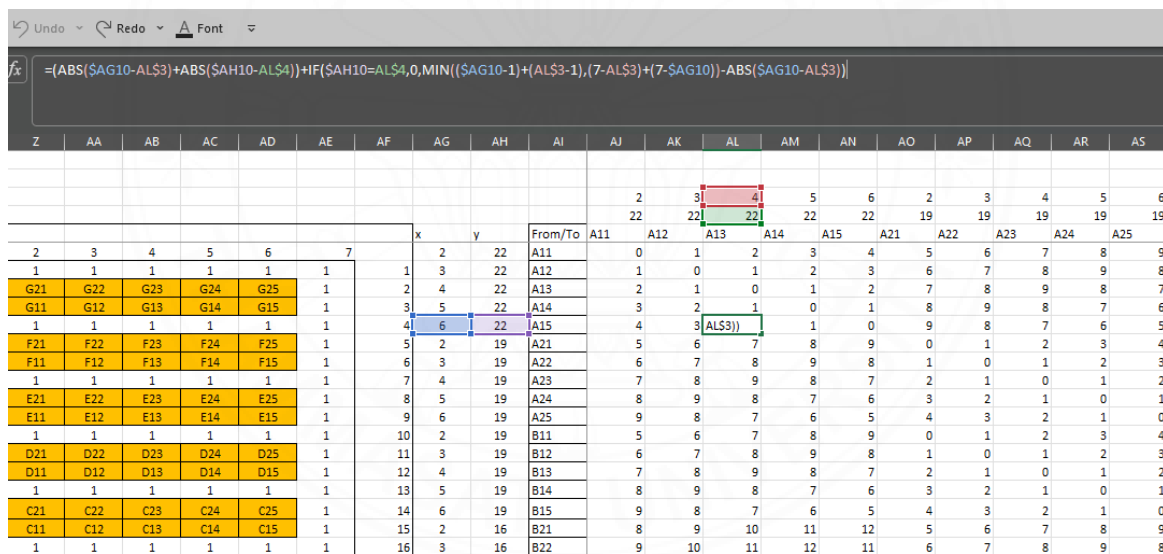 Undo Redo A Font
fx =(ABS($AG10-AL$3)+ABS($AH10-AL$4))+IF($AH10=AL$4,0,MIN(($AG10-1)+(AL$3-1),(7-AL$3)+(7-$AG10))-ABS($AG10-AL$3))
Z AA AB AC AD AE AF AG AH AI AJ AK AL AM AN AO AP AQ AR AS
2 3 4 5 6 2 3 4 5 6
22 22 22 22 22 19 19 19 19 19
x y From/To A11 A12 A13 A14 A15 A21 A22 A23 A24 A25
2 3 4 5 6 7 2 22 A11 0 1 2 3 4 5 6 7 8 9
1 1 1 1 1 1 1 3 22 A12 1 0 1 2 3 6 7 8 9 8
G21 G22 G23 G24 G25 1 2 4 22 A13 2 1 0 1 2 7 8 9 8 7
G11 G12 G13 G14 G15 1 3 5 22 A14 3 2 1 0 1 8 9 8 7 6
1 1 1 1 1 1 4 6 22 A15 4 3 AL$3)) 1 0 9 8 7 6 5
F21 F22 F23 F24 F25 1 5 2 19 A21 5 6 7 8 9 0 1 2 3 4
F11 F12 F13 F14 F15 1 6 3 19 A22 6 7 8 9 8 1 0 1 2 3
1 1 1 1 1 1 7 4 19 A23 7 8 9 8 7 2 1 0 1 2
E21 E22 E23 E24 E25 1 8 5 19 A24 8 9 8 7 6 3 2 1 0 1
E11 E12 E13 E14 E15 1 9 6 19 A25 9 8 7 6 5 4 3 2 1 0
1 1 1 1 1 1 10 2 19 B11 5 6 7 8 9 0 1 2 3 4
D21 D22 D23 D24 D25 1 11 3 19 B12 6 7 8 9 8 1 0 1 2 3
D11 D12 D13 D14 D15 1 12 4 19 B13 7 8 9 8 7 2 1 0 1 2
1 1 1 1 1 1 13 5 19 B14 8 9 8 7 6 3 2 1 0 1
C21 C22 C23 C24 C25 1 14 6 19 B15 9 8 7 6 5 4 3 2 1 0
C11 C12 C13 C14 C15 1 15 2 16 B21 8 9 10 11 12 5 6 7 8 9
1 1 1 1 1 1 16 3 16 B22 9 10 11 12 11 6 7 8 9 8